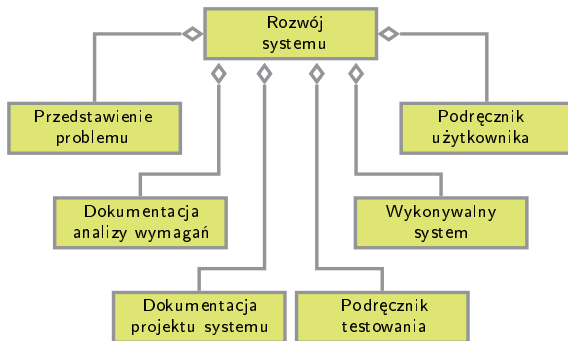 Rozwój
systemu
Przedstawienie
problemu
Podręcznik
użytkownika
Dokumentacja
analizy wymagań
Wykonywalny
system
Dokumentacja
projektu systemu
Podręcznik
testowania